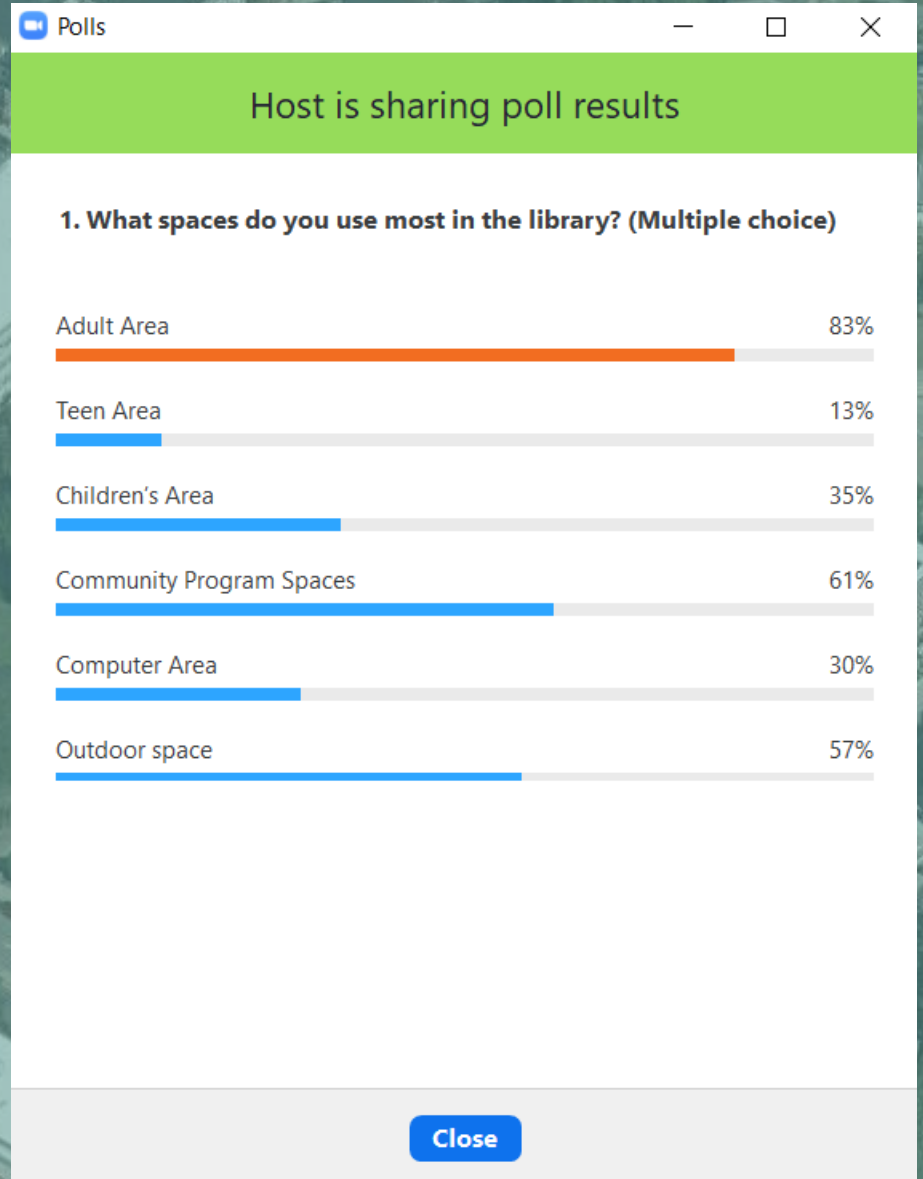 Polls
Host is sharing poll results
1. What spaces do you use most in the library? (Multiple choice)
Adult Area 83%
Teen Area 13%
Children’s Area 35%
Community Program Spaces 61%
Computer Area 30%
Outdoor space 57%
Close